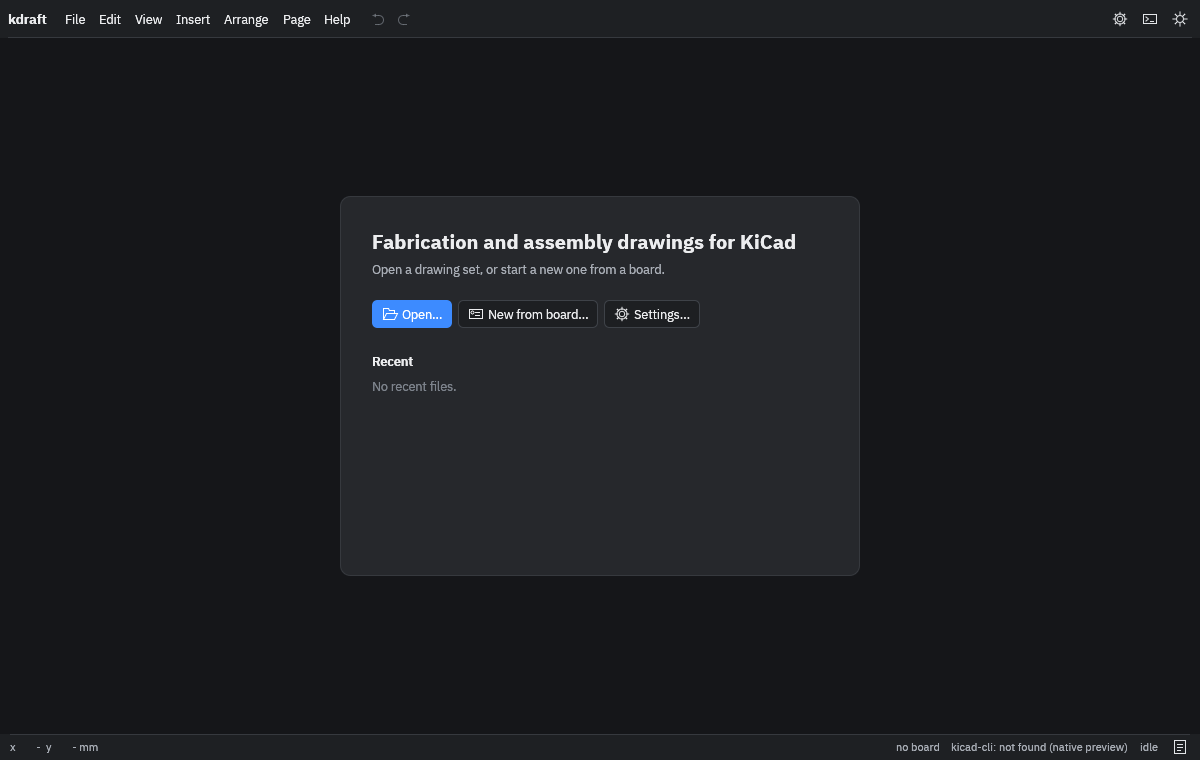 kdraft File Edit View Insert Arrange Page Help
Fabrication and assembly drawings for KiCad
Open a drawing set, or start a new one from a board.
Open... New from board... Settings...
Recent
No recent files.
x - y - mm no board kicad-cli: not found (native preview) idle